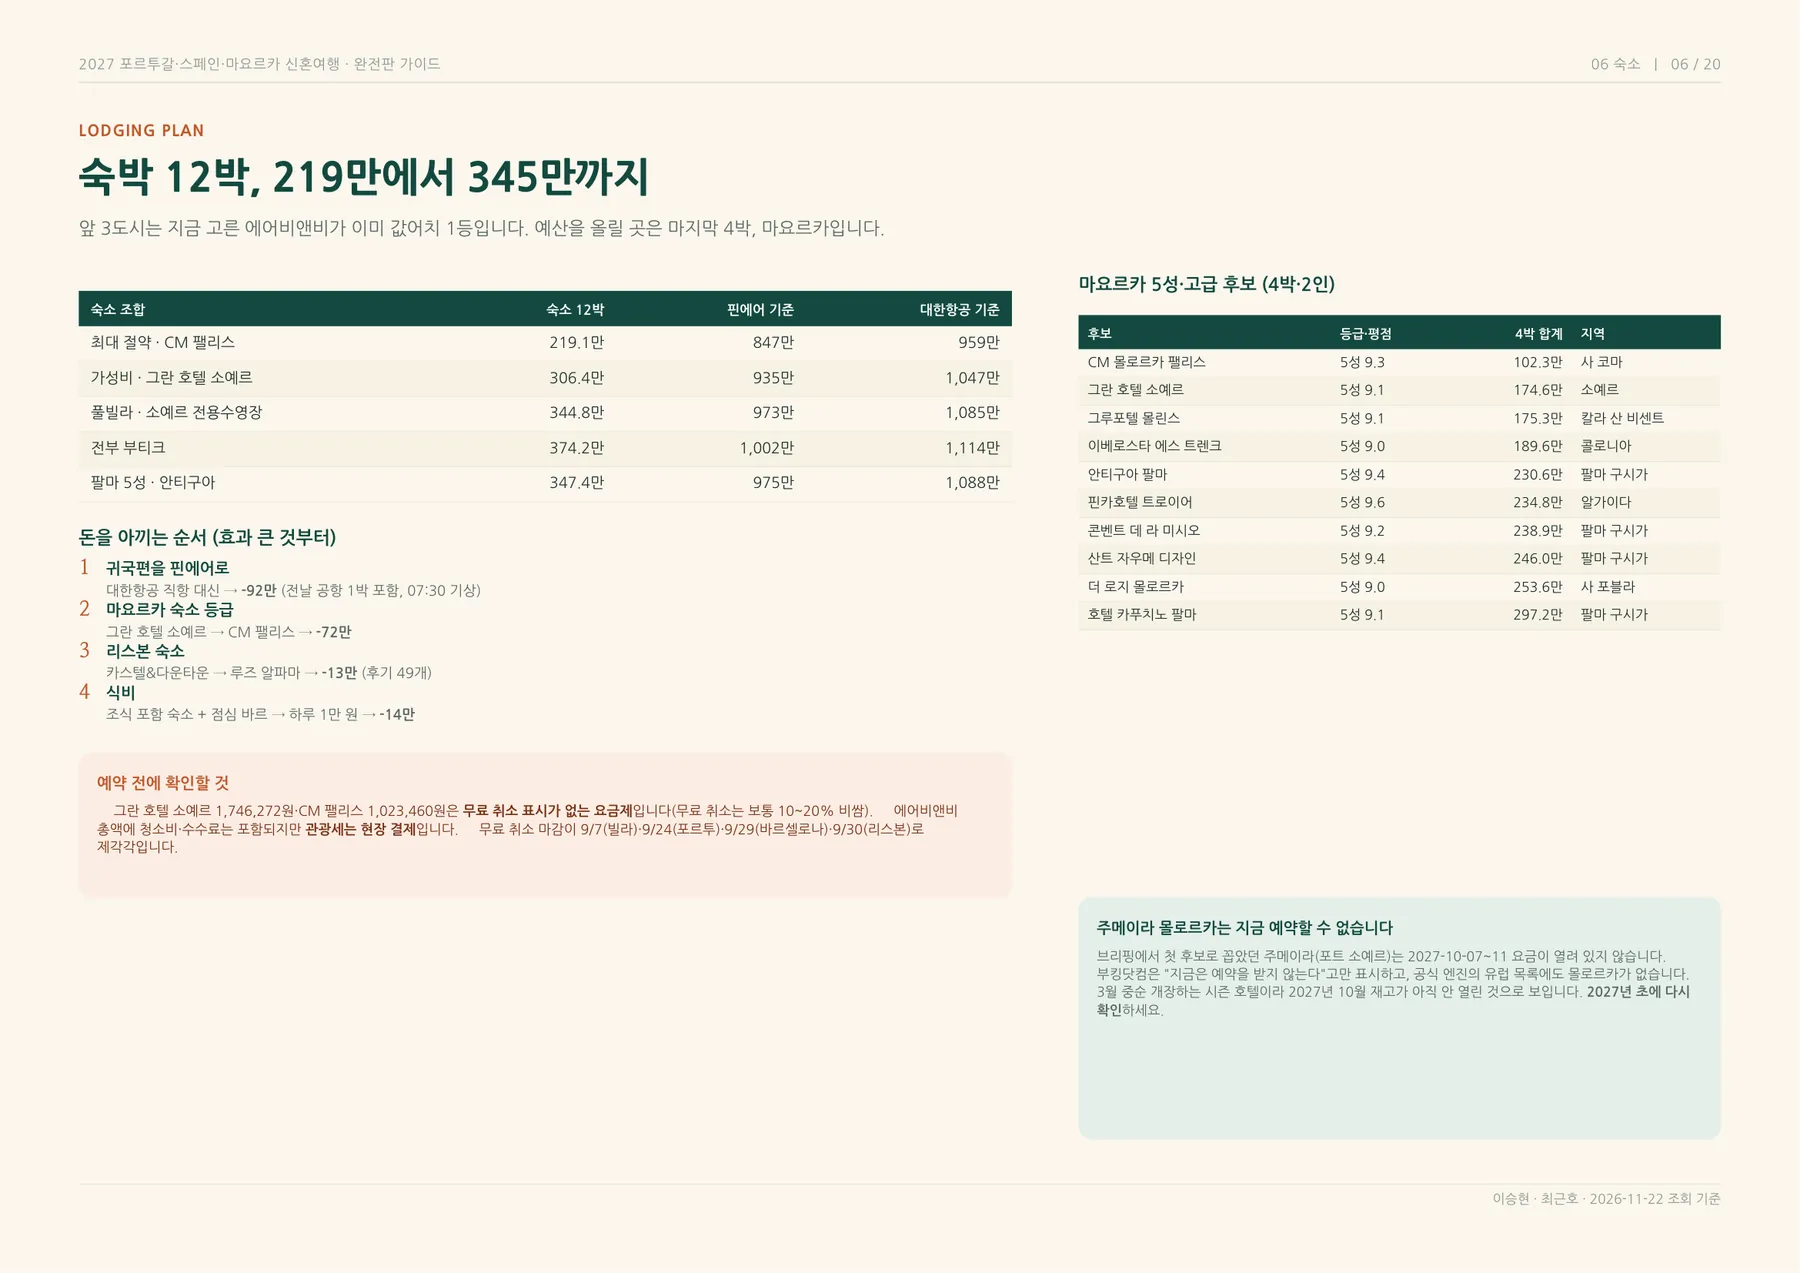 2027 포르투갈·스페인·마요르카 신혼여행 · 완전판 가이드
06 숙소 | 06 / 20
LODGING PLAN
숙박 12박, 219만에서 345만까지
앞 3도시는 지금 고른 에어비앤비가 이미 값어치 1등입니다. 예산을 올릴 곳은 마지막 4박, 마요르카입니다.
숙소 조합 숙소 12박 핀에어 기준 대한항공 기준
최대 절약 · CM 팰리스 219.1만 847만 959만
가성비 · 그란 호텔 소예르 306.4만 935만 1,047만
풀빌라 · 소예르 전용수영장 344.8만 973만 1,085만
전부 부티크 374.2만 1,002만 1,114만
팔마 5성 · 안티구아 347.4만 975만 1,088만
돈을 아끼는 순서 (효과 큰 것부터)
1 귀국편을 핀에어로
대한항공 직항 대신 → -92만 (전날 공항 1박 포함, 07:30 기상)
2 마요르카 숙소 등급
그란 호텔 소예르 → CM 팰리스 → -72만
3 리스본 숙소
카스텔&다운타운 → 루즈 알파마 → -13만 (후기 49개)
4 식비
조식 포함 숙소 + 점심 바르 → 하루 1만 원 → -14만
예약 전에 확인할 것
그란 호텔 소예르 1,746,272원·CM 팰리스 1,023,460원은 무료 취소 표시가 없는 요금제입니다(무료 취소는 보통 10~20% 비쌈). 에어비앤비
총액에 청소비·수수료는 포함되지만 관광세는 현장 결제입니다. 무료 취소 마감이 9/7(빌라)·9/24(포르투)·9/29(바르셀로나)·9/30(리스본)로
제각각입니다.
마요르카 5성·고급 후보 (4박·2인)
후보 등급·평점 4박 합계 지역
CM 몰로르카 팰리스 5성 9.3 102.3만 사 코마
그란 호텔 소예르 5성 9.1 174.6만 소예르
그루포텔 몰린스 5성 9.1 175.3만 칼라 산 비센트
이베로스타 에스 트렌크 5성 9.0 189.6만 콜로니아
안티구아 팔마 5성 9.4 230.6만 팔마 구시가
핀카호텔 트로이어 5성 9.6 234.8만 알가이다
콘벤트 데 라 미시오 5성 9.2 238.9만 팔마 구시가
산트 자우메 디자인 5성 9.4 246.0만 팔마 구시가
더 로지 몰로르카 5성 9.0 253.6만 사 포블라
호텔 카푸치노 팔마 5성 9.1 297.2만 팔마 구시가
주메이라 몰로르카는 지금 예약할 수 없습니다
브리핑에서 첫 후보로 꼽았던 주메이라(포트 소예르)는 2027-10-07~11 요금이 열려 있지 않습니다.
부킹닷컴은 "지금은 예약을 받지 않는다"고만 표시하고, 공식 엔진의 유럽 목록에도 몰로르카가 없습니다.
3월 중순 개장하는 시즌 호텔이라 2027년 10월 재고가 아직 안 열린 것으로 보입니다. 2027년 초에 다시
확인하세요.
이승현 · 최근호 · 2026-11-22 조회 기준